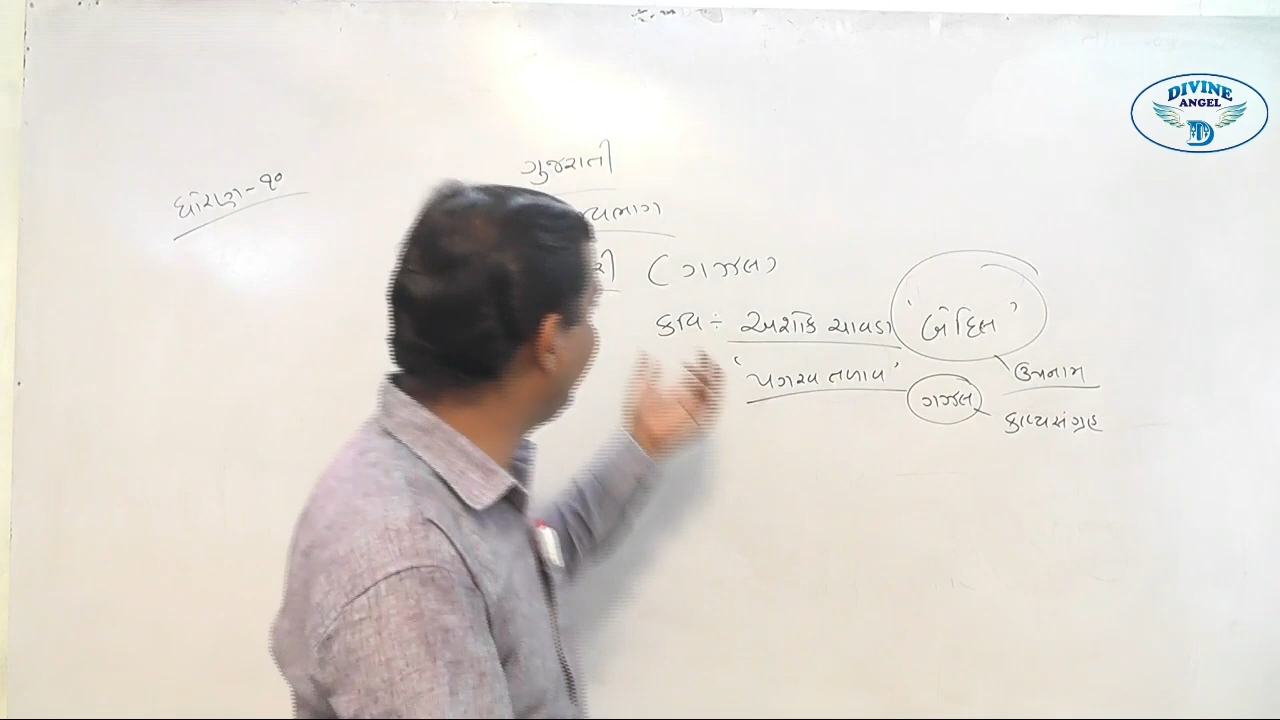 DIVINE
ANGEL
D
ગુજરાતી
ધોરણ-૧૦
(ગઝલ)
કવિ ÷ અશોક ચાવડા 'બેદિલ'
ઉપનામ
'પગરવ તળાવ' ગઝલ
કાવ્યસંગ્રહ